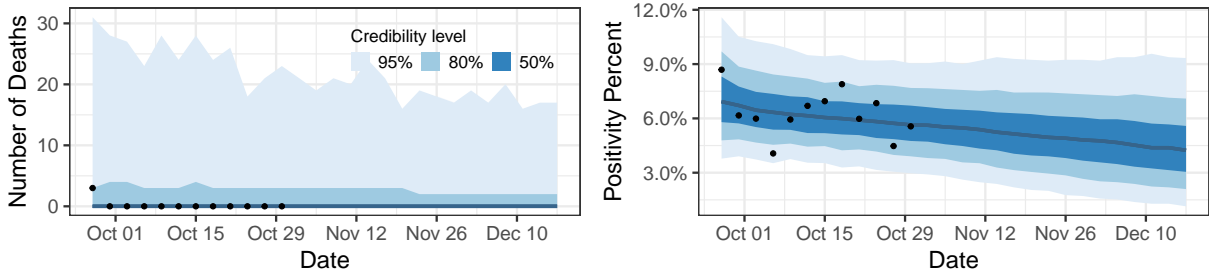 Number of Deaths
30
20
10
0
Credibility level
95% 80% 50%
Oct 01 Oct 15 Oct 29 Nov 12 Nov 26 Dec 10
Date
Positivity Percent
12.0%
9.0%
6.0%
3.0%
Oct 01 Oct 15 Oct 29 Nov 12 Nov 26 Dec 10
Date